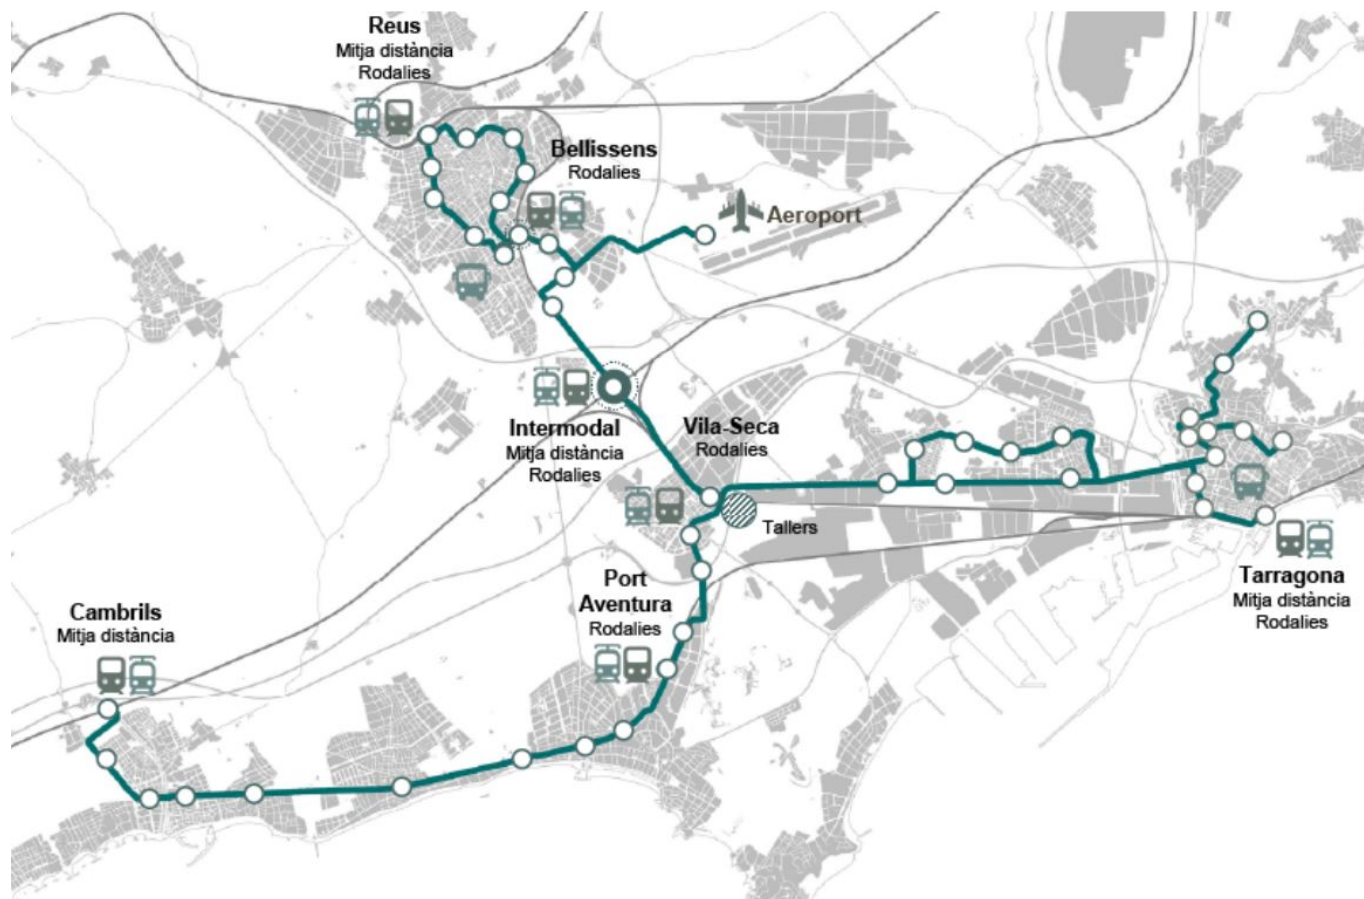 Reus
Mitja distància
Rodalies
Bellissens
Rodalies
Aeroport
Intermodal
Mitja distància
Rodalies
Vila-Seca
Rodalies
Tallers
Port
Aventura
Rodalies
Tarragona
Mitja distància
Rodalies
Cambrils
Mitja distància